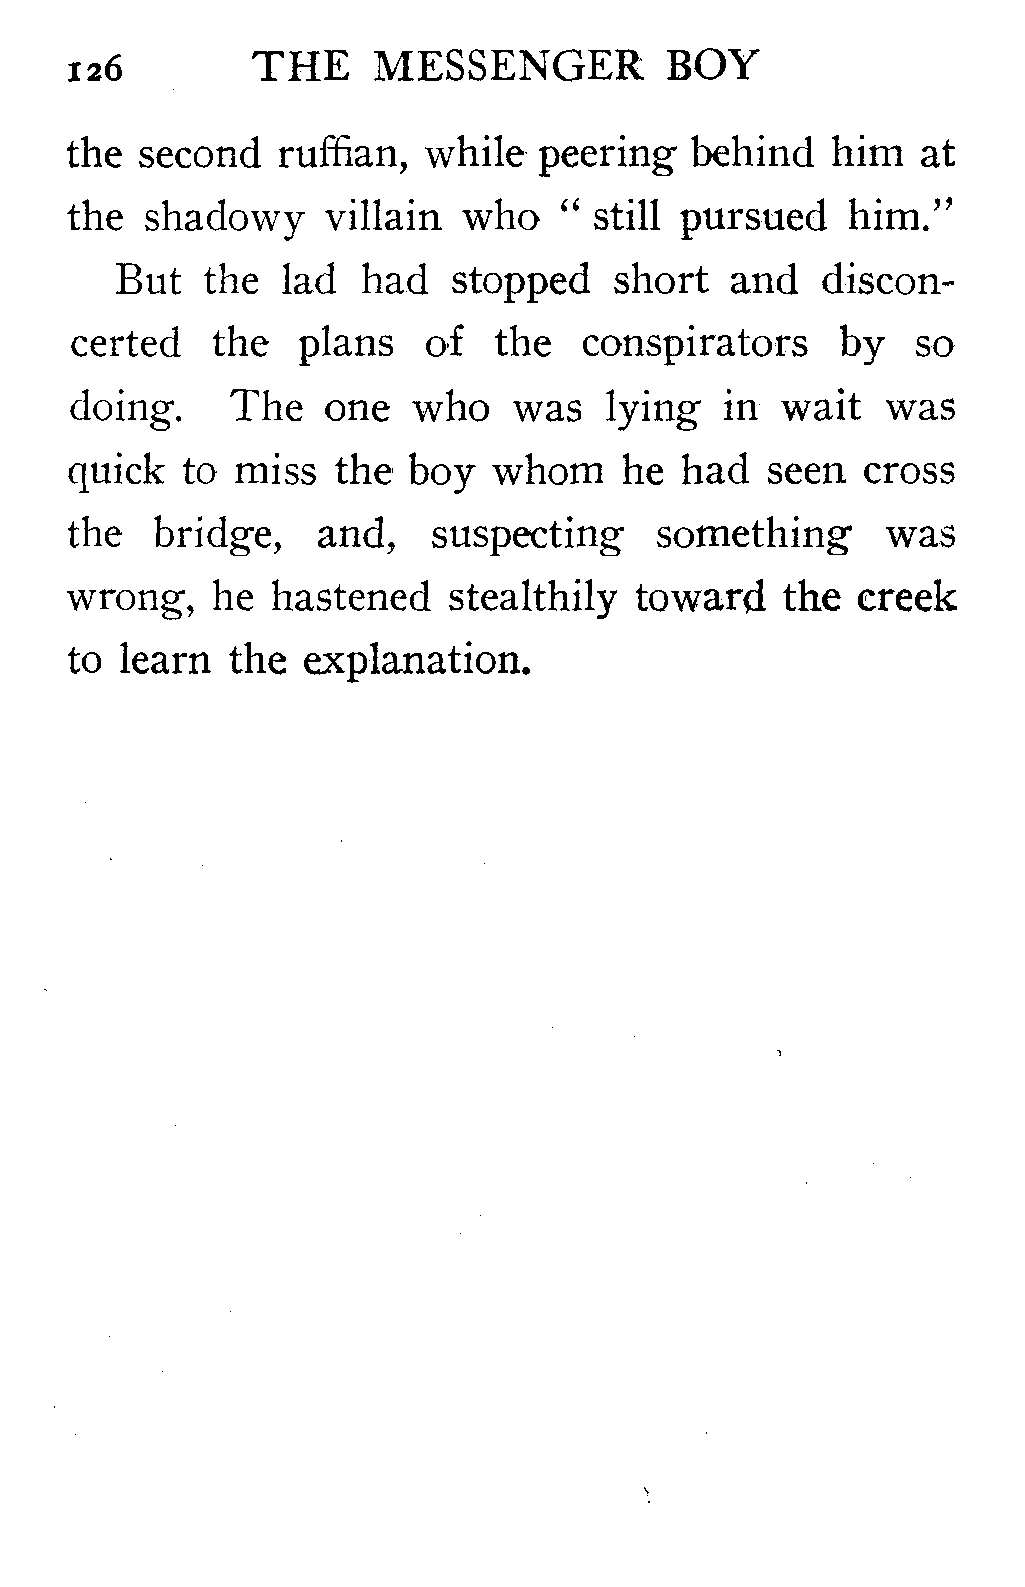 126 THE MESSENGER BOY
the second ruffian, while peering behind him at
the shadowy villain who “ still pursued him.”
But the lad had stopped short and discon-
certed the plans of the conspirators by so
doing. The one who was lying in wait was
quick to miss the boy whom he had seen cross
the bridge, and, suspecting something was
wrong, he hastened stealthily toward the creek
to learn the explanation.